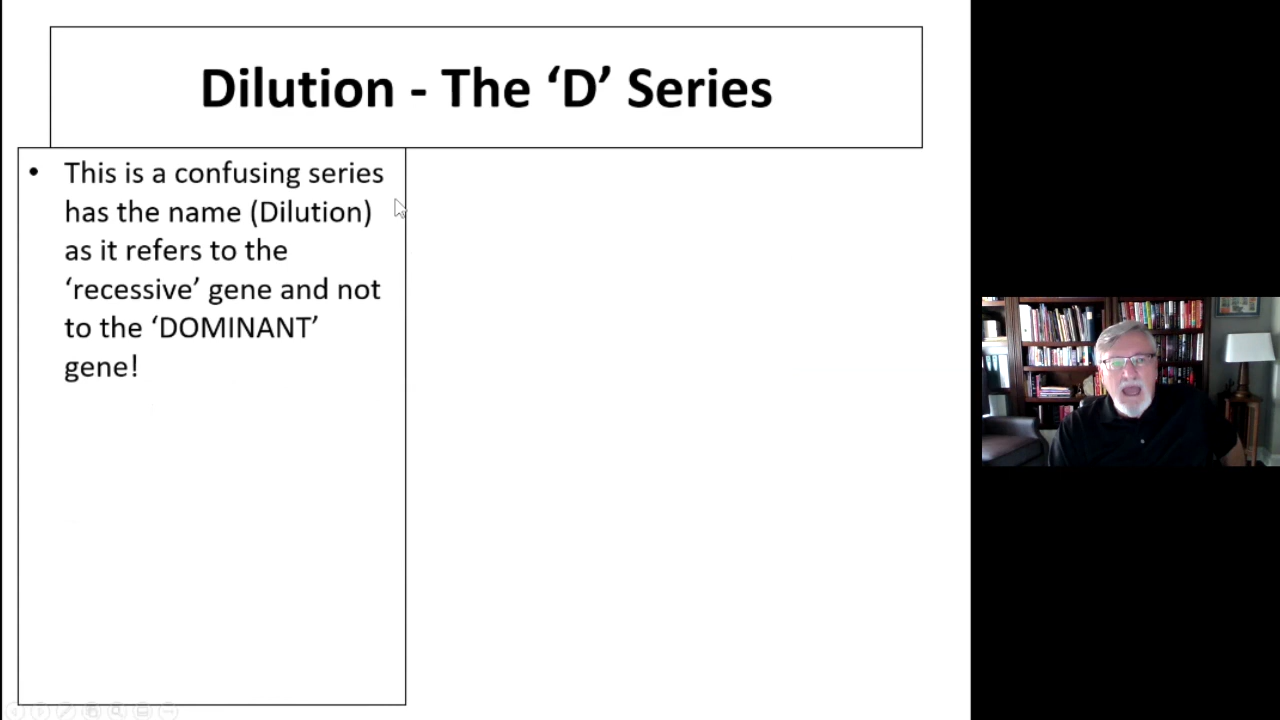 Dilution - The ‘D’ Series
• This is a confusing series
has the name (Dilution)
as it refers to the
‘recessive’ gene and not
to the ‘DOMINANT’
gene!